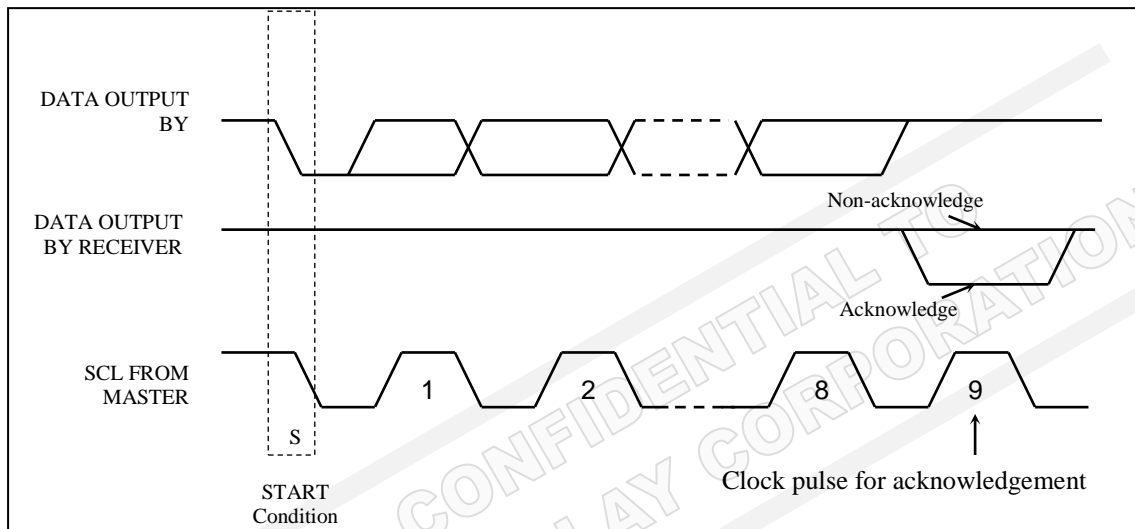 DATA OUTPUT
BY
Non-acknowledge
DATA OUTPUT
BY RECEIVER
Acknowledge
SCL FROM
MASTER
1
2
8
9
S
START
Condition
Clock pulse for acknowledgement
CONFIDENTIAL TO
LAY CORPORATION